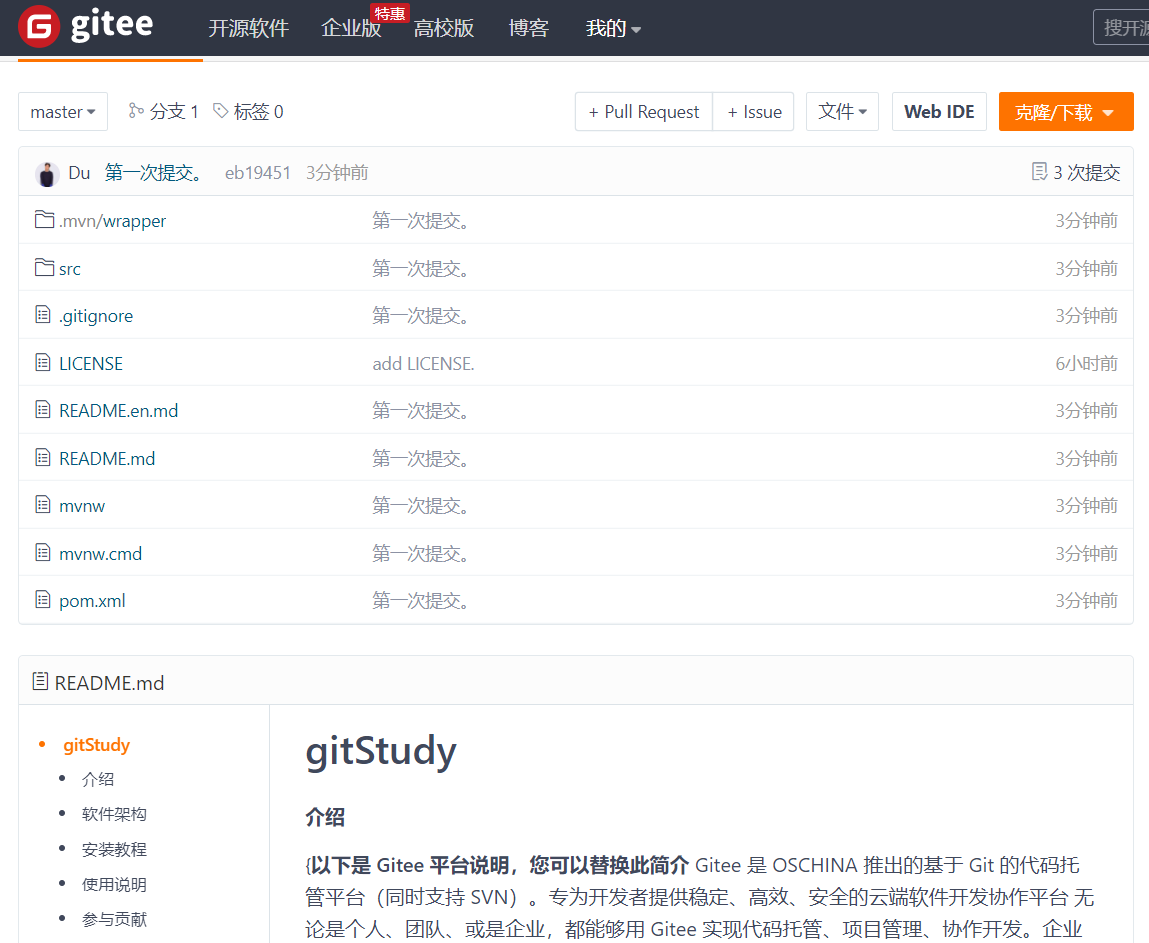 gitee 开源软件 企业版 特惠 高校版 博客 我的 搜开源
master 分支 1 标签 0 + Pull Request + Issue 文件 Web IDE 克隆/下载
Du 第一次提交。 eb19451 3分钟前 3 次提交
.mvn/wrapper 第一次提交。 3分钟前
src 第一次提交。 3分钟前
.gitignore 第一次提交。 3分钟前
LICENSE add LICENSE. 6小时前
README.en.md 第一次提交。 3分钟前
README.md 第一次提交。 3分钟前
mvnw 第一次提交。 3分钟前
mvnw.cmd 第一次提交。 3分钟前
pom.xml 第一次提交。 3分钟前
README.md
gitStudy
介绍
软件架构
安装教程
使用说明
参与贡献
gitStudy
介绍
{以下是 Gitee 平台说明，您可以替换此简介 Gitee 是 OSCHINA 推出的基于 Git 的代码托
管平台（同时支持 SVN）。专为开发者提供稳定、高效、安全的云端软件开发协作平台 无
论是个人、团队、或是企业，都能够用 Gitee 实现代码托管、项目管理、协作开发。企业